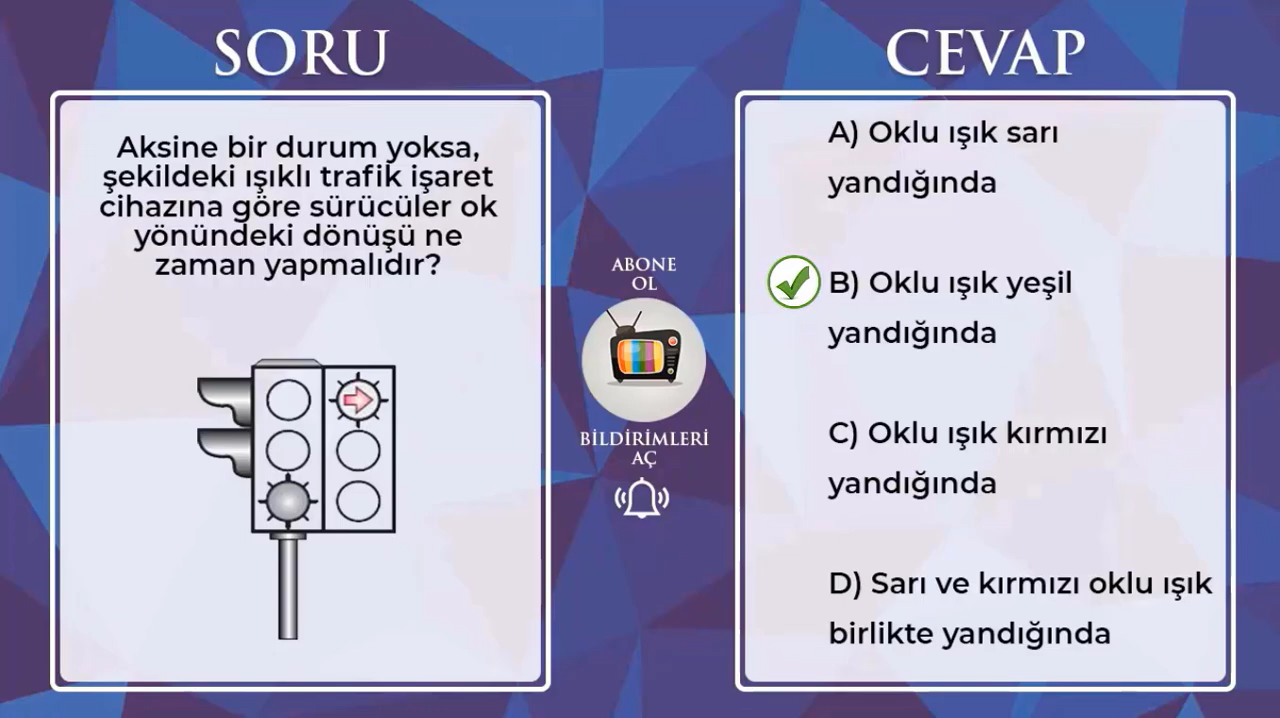 SORU
Aksine bir durum yoksa,
şekildeki ışıklı trafik işaret
cihazına göre sürücüler ok
yönündeki dönüşü ne
zaman yapmalıdır?
ABONE
OL
BİLDİRİMLERİ
AÇ
CEVAP
A) Oklu ışık sarı
yandığında
B) Oklu ışık yeşil
yandığında
C) Oklu ışık kırmızı
yandığında
D) Sarı ve kırmızı oklu ışık
birlikte yandığında